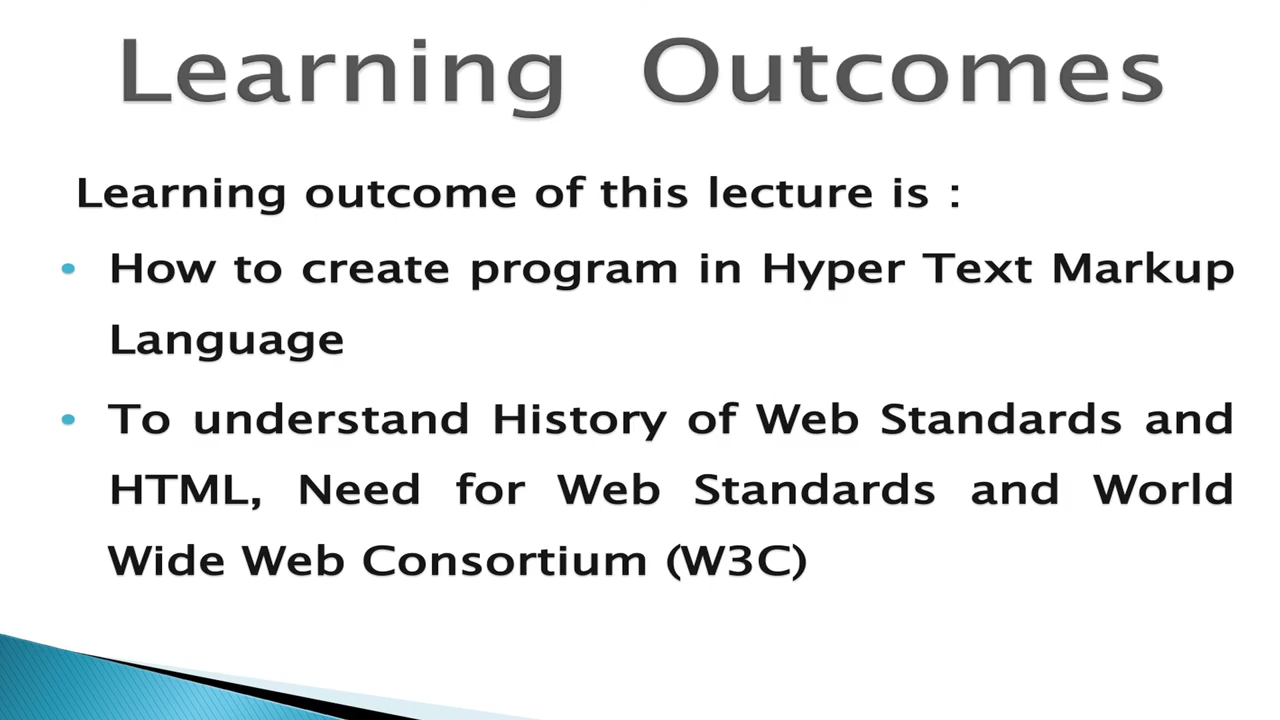 Learning Outcomes
Learning outcome of this lecture is :
• How to create program in Hyper Text Markup
Language
• To understand History of Web Standards and
HTML, Need for Web Standards and World
Wide Web Consortium (W3C)